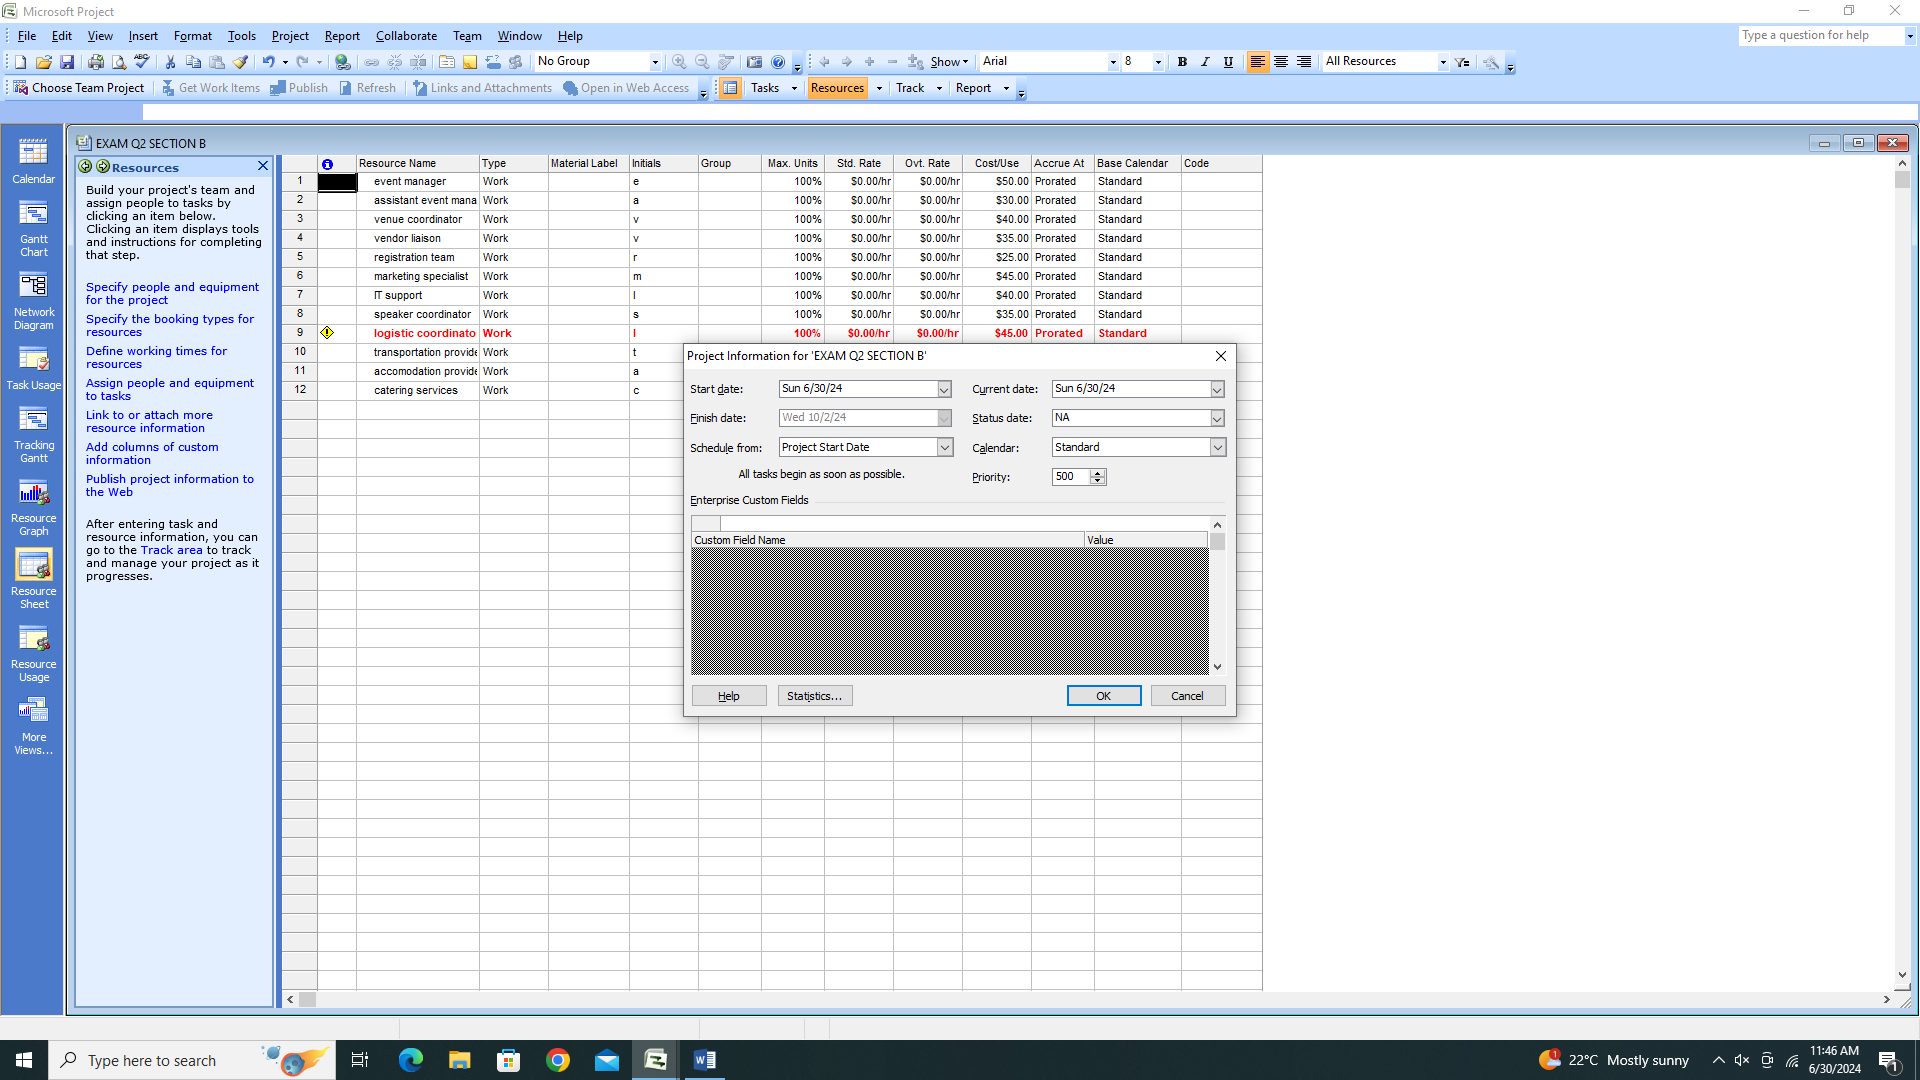 Microsoft Project
File Edit View Insert Format Tools Project Report Collaborate Team Window Help
Type a question for help
No Group Show Arial 8 B I U All Resources
Choose Team Project Get Work Items Publish Refresh Links and Attachments Open in Web Access Tasks Resources Track Report
EXAM Q2 SECTION B
Calendar
Gantt
Chart
Network
Diagram
Task Usage
Tracking
Gantt
Resource
Graph
Resource
Sheet
Resource
Usage
More
Views...
Resources
Build your project's team and
assign people to tasks by
clicking an item below.
Clicking an item displays tools
and instructions for completing
that step.
Specify people and equipment
for the project
Specify the booking types for
resources
Define working times for
resources
Assign people and equipment
to tasks
Link to or attach more
resource information
Add columns of custom
information
Publish project information to
the Web
After entering task and
resource information, you can
go to the Track area to track
and manage your project as it
progresses.
Resource Name Type Material Label Initials Group Max. Units Std. Rate Ovt. Rate Cost/Use Accrue At Base Calendar Code
1 event manager Work e 100% $0.00/hr $0.00/hr $50.00 Prorated Standard
2 assistant event mana Work a 100% $0.00/hr $0.00/hr $30.00 Prorated Standard
3 venue coordinator Work v 100% $0.00/hr $0.00/hr $40.00 Prorated Standard
4 vendor liaison Work v 100% $0.00/hr $0.00/hr $35.00 Prorated Standard
5 registration team Work r 100% $0.00/hr $0.00/hr $25.00 Prorated Standard
6 marketing specialist Work m 100% $0.00/hr $0.00/hr $45.00 Prorated Standard
7 IT support Work I 100% $0.00/hr $0.00/hr $40.00 Prorated Standard
8 speaker coordinator Work s 100% $0.00/hr $0.00/hr $35.00 Prorated Standard
9 logistic coordinato Work l 100% $0.00/hr $0.00/hr $45.00 Prorated Standard
10 transportation provide Work t
11 accomodation provide Work a
12 catering services Work c
Project Information for 'EXAM Q2 SECTION B'
Start date: Sun 6/30/24 Current date: Sun 6/30/24
Finish date: Wed 10/2/24 Status date: NA
Schedule from: Project Start Date Calendar: Standard
All tasks begin as soon as possible. Priority: 500
Enterprise Custom Fields
Custom Field Name Value
Help Statistics... OK Cancel
Type here to search
22°C Mostly sunny
11:46 AM
6/30/2024
1
1